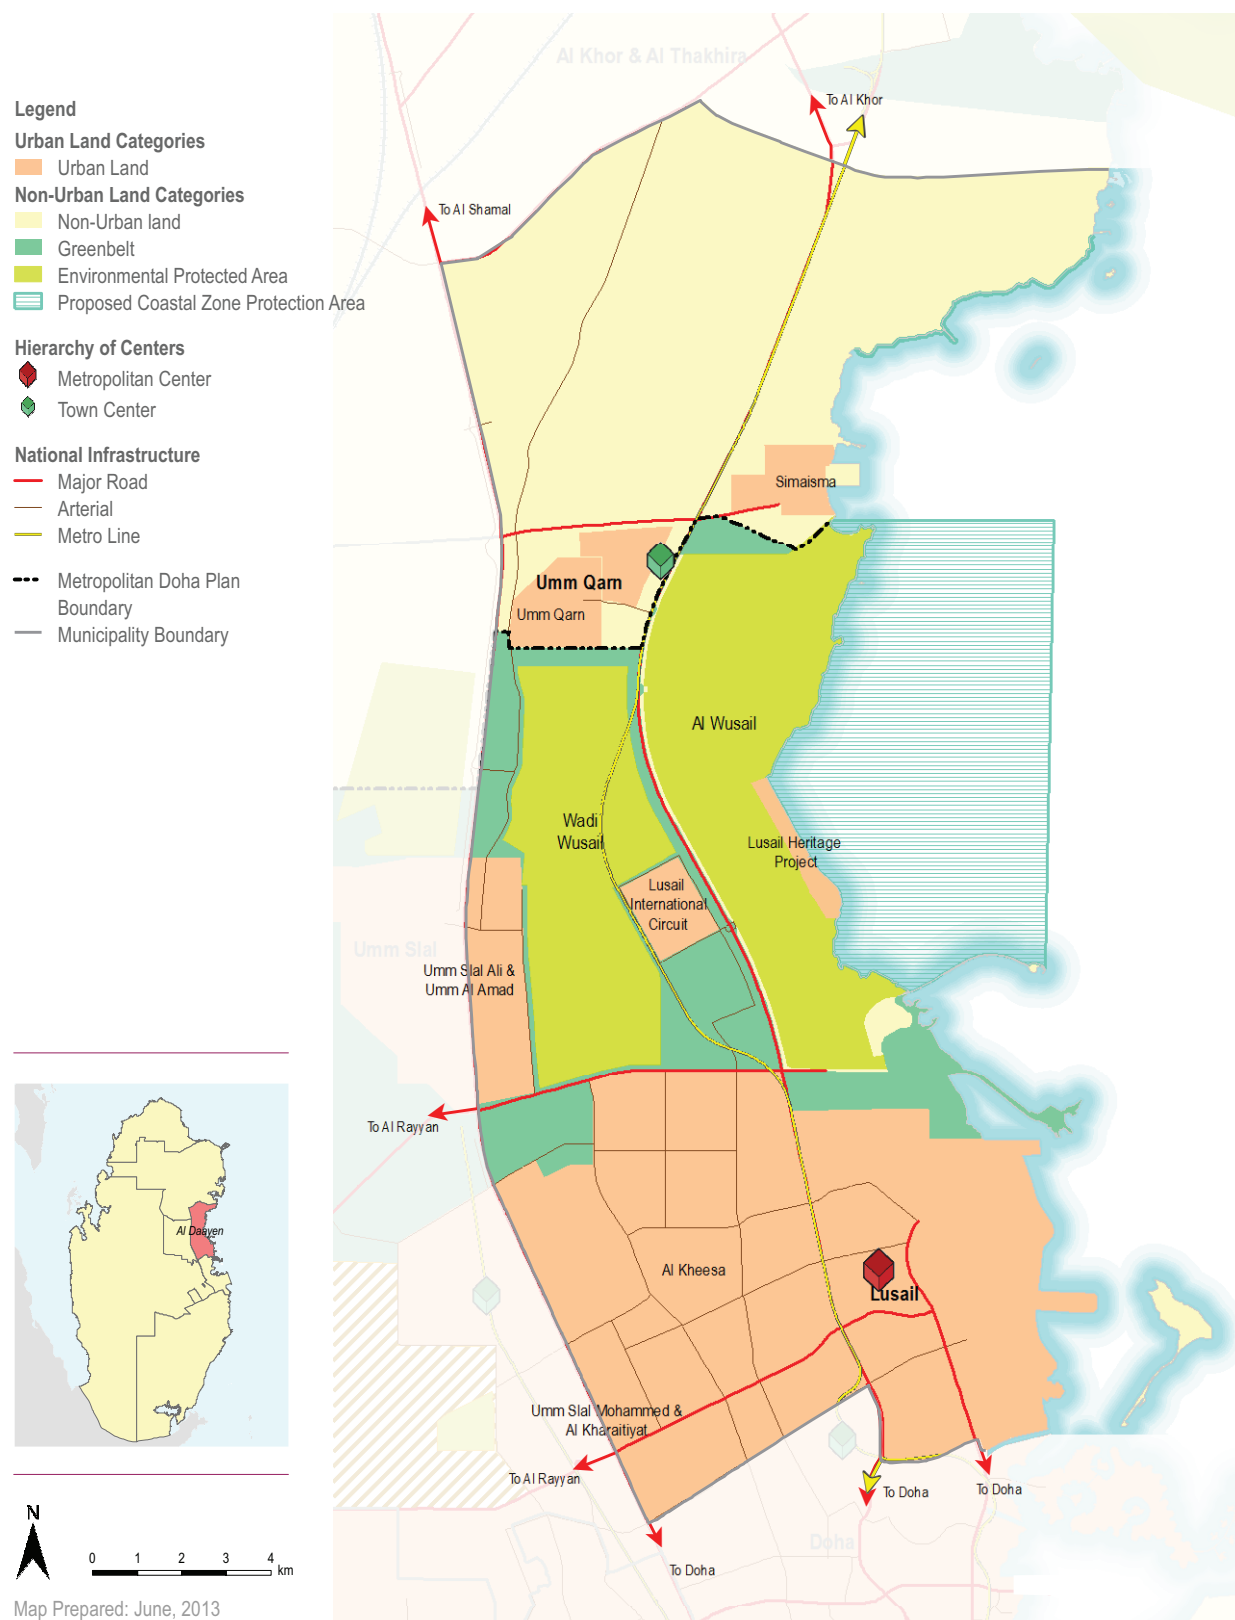 Legend
Urban Land Categories
Urban Land
Non-Urban Land Categories
Non-Urban land
Greenbelt
Environmental Protected Area
Proposed Coastal Zone Protection Area
Hierarchy of Centers
Metropolitan Center
Town Center
National Infrastructure
Major Road
Arterial
Metro Line
Metropolitan Doha Plan
Boundary
Municipality Boundary
Al Khor & Al Thakhira
To Al Khor
To Al Shamal
Simaisma
Umm Qarn
Umm Qarn
Al Wusail
Wadi
Wusail
Lusail Heritage
Project
Lusail
International
Circuit
Umm Slal
Umm Slal Ali &
Umm Al Amad
To Al Rayyan
Al Kheesa
Lusail
Umm Slal Mohammed &
Al Kharaitiyat
To Al Rayyan
To Doha
To Doha
Doha
To Doha
Al Daayen
N
0 1 2 3 4
km
Map Prepared: June, 2013